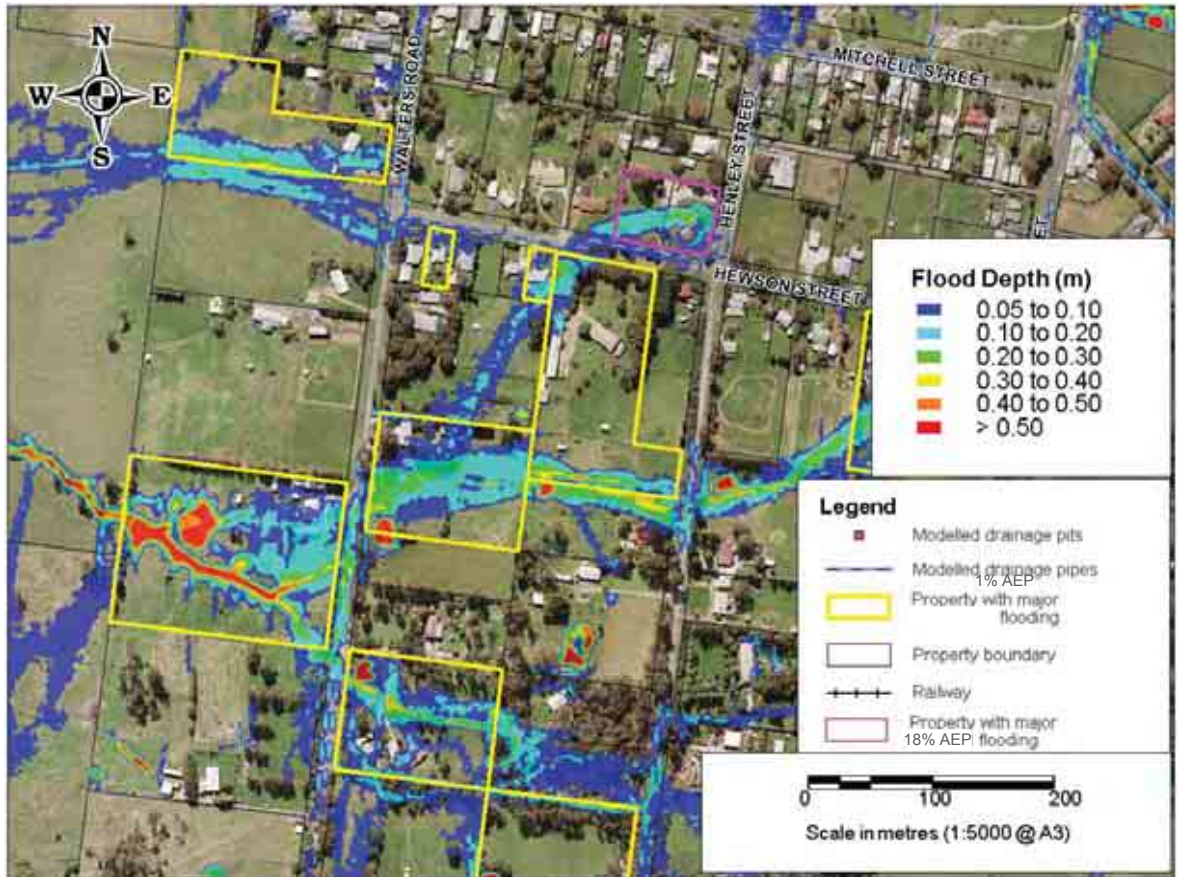 N
W E
S
WALTERS ROAD
MITCHELL STREET
HENLEY STREET
HEWSON STREET
ET
Flood Depth (m)
0.05 to 0.10
0.10 to 0.20
0.20 to 0.30
0.30 to 0.40
0.40 to 0.50
> 0.50
Legend
Modelled drainage pits
Modelled drainage pipes
1% AEP
Property with major
flooding
Property boundary
Railway
Property with major
18% AEP flooding
0 100 200
Scale in metres (1:5000 @ A3)